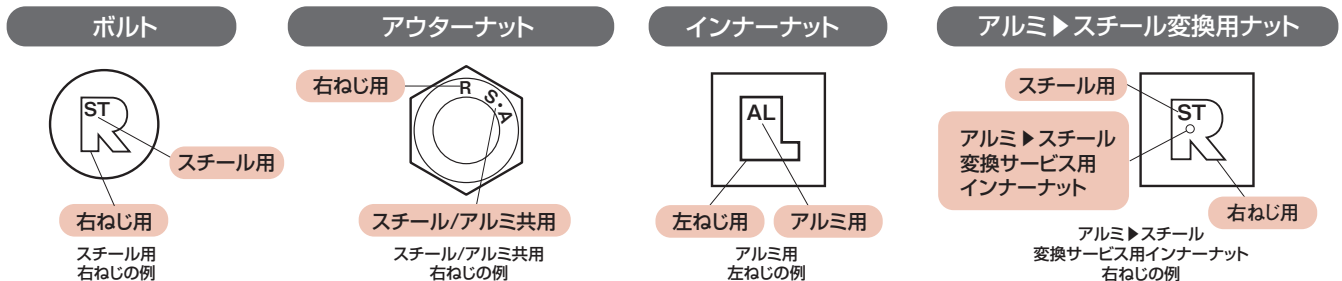 ボルト
ST
R
スチール用
右ねじ用
スチール用
右ねじの例
アウターナット
右ねじ用
R S・A
スチール/アルミ共用
スチール/アルミ共用
右ねじの例
インナーナット
AL
L
左ねじ用
アルミ用
アルミ用
左ねじの例
アルミ▶スチール変換用ナット
スチール用
ST
R
アルミ▶スチール
変換サービス用
インナーナット
右ねじ用
アルミ▶スチール
変換サービス用インナーナット
右ねじの例